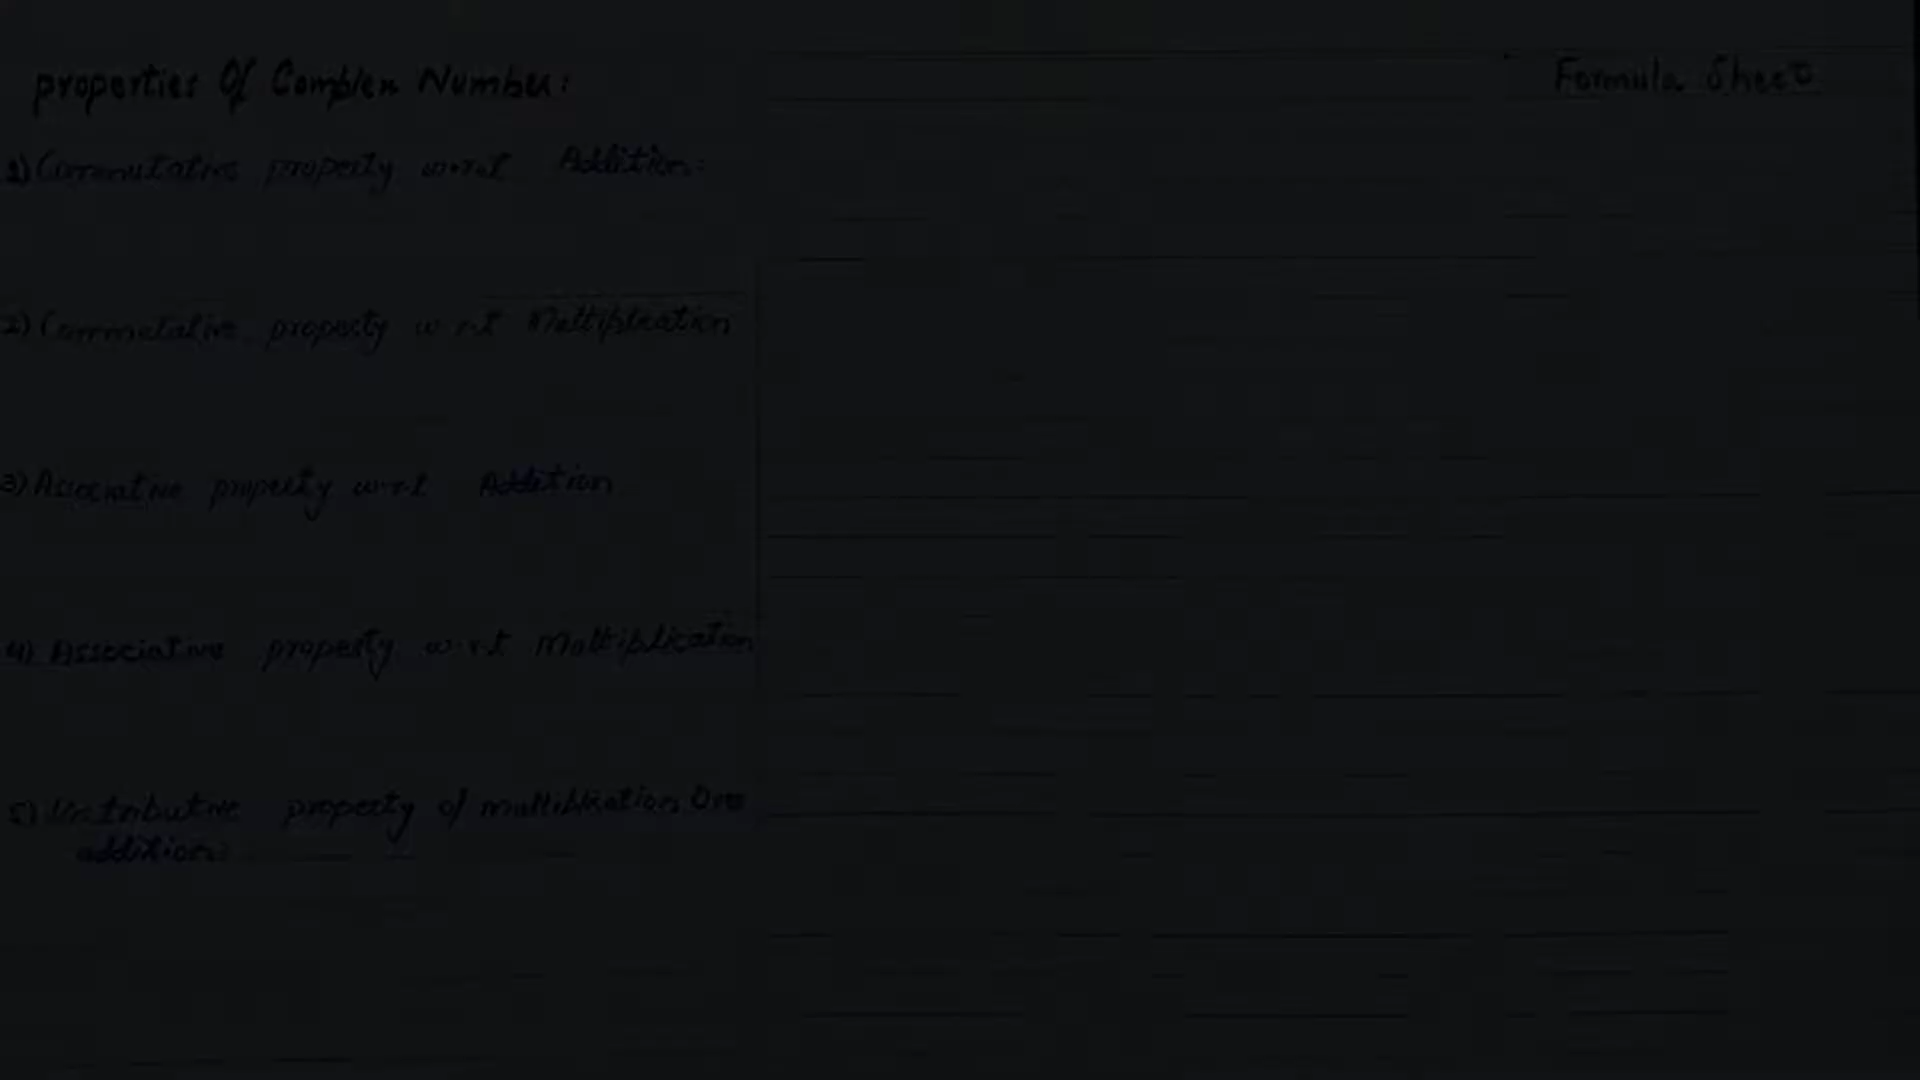 properties Of Complex Number:
Formula Sheet
1) Commutative property w.r.t Addition:
2) Commutative property w.r.t Multiplication
3) Associative property w.r.t Addition
4) Associative property w.r.t Multiplication
5) Distributive property of multiplication Over
addition: